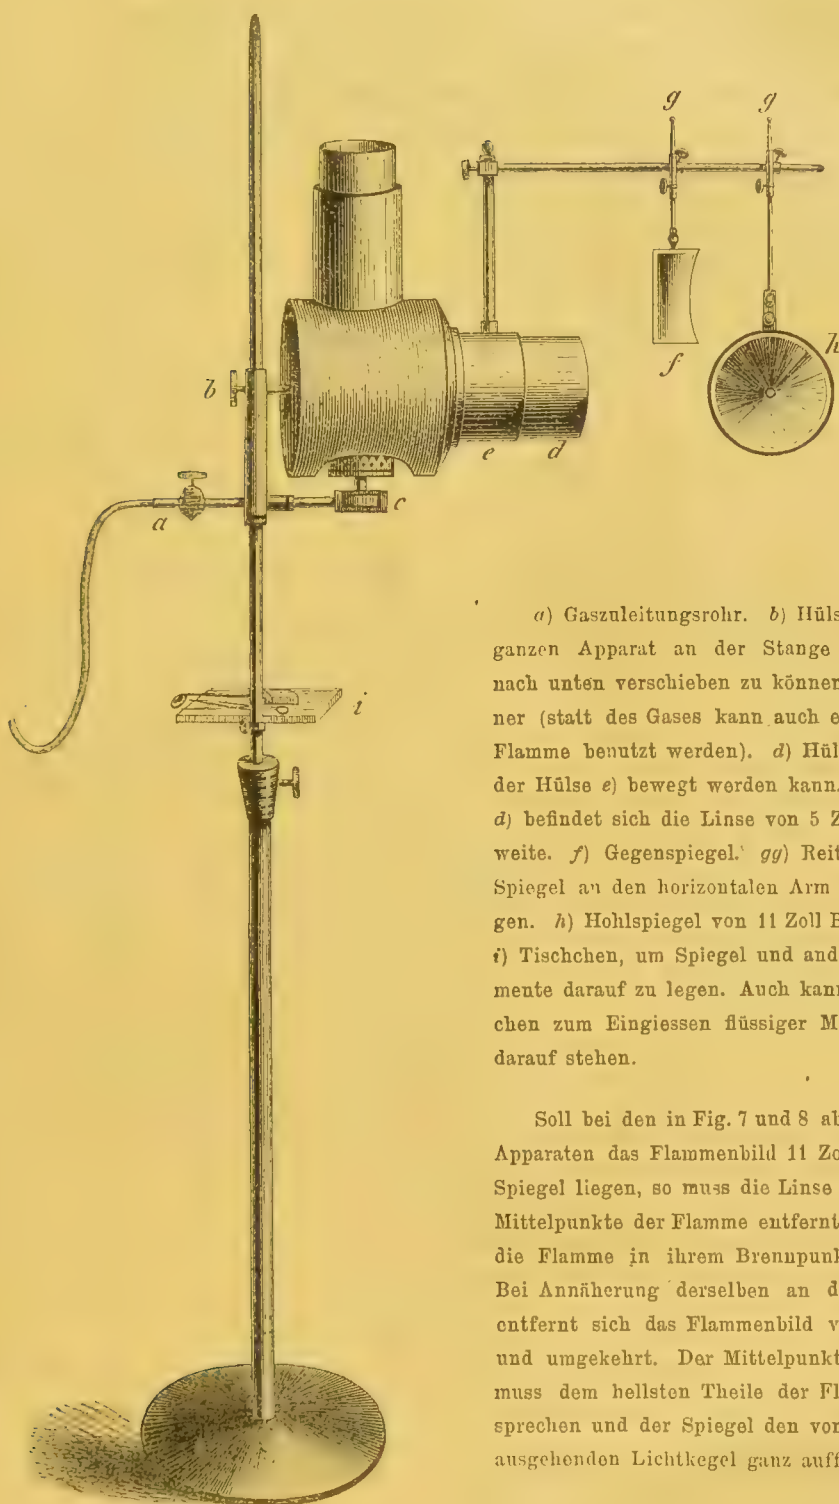 g g
h
f
b
e d
a
c
i
a) Gaszuleitungsrohr. b) Hüls
ganzen Apparat an der Stange
nach unten verschieben zu könner
ner (statt des Gases kann auch e
Flamme benutzt werden). d) Hül
der Hülse e) bewegt werden kann.
d) befindet sich die Linse von 5 Z
weite. f) Gegenspiegel. gg) Reit
Spiegel an den horizontalen Arm
gen. h) Hohlspiegel von 11 Zoll B
i) Tischchen, um Spiegel und and
mente darauf zu legen. Auch kann
chen zum Eingiessen flüssiger M
darauf stehen.
Soll bei den in Fig. 7 und 8 ab
Apparaten das Flammenbild 11 Zo
Spiegel liegen, so muss die Linse
Mittelpunkte der Flamme entfernt
die Flamme in ihrem Brennpunk
Bei Annäherung derselben an d
entfernt sich das Flammenbild v
und umgekehrt. Der Mittelpunkt
muss dem hellsten Theile der Fl
sprechen und der Spiegel den vor
ausgehenden Lichtkegel ganz auff